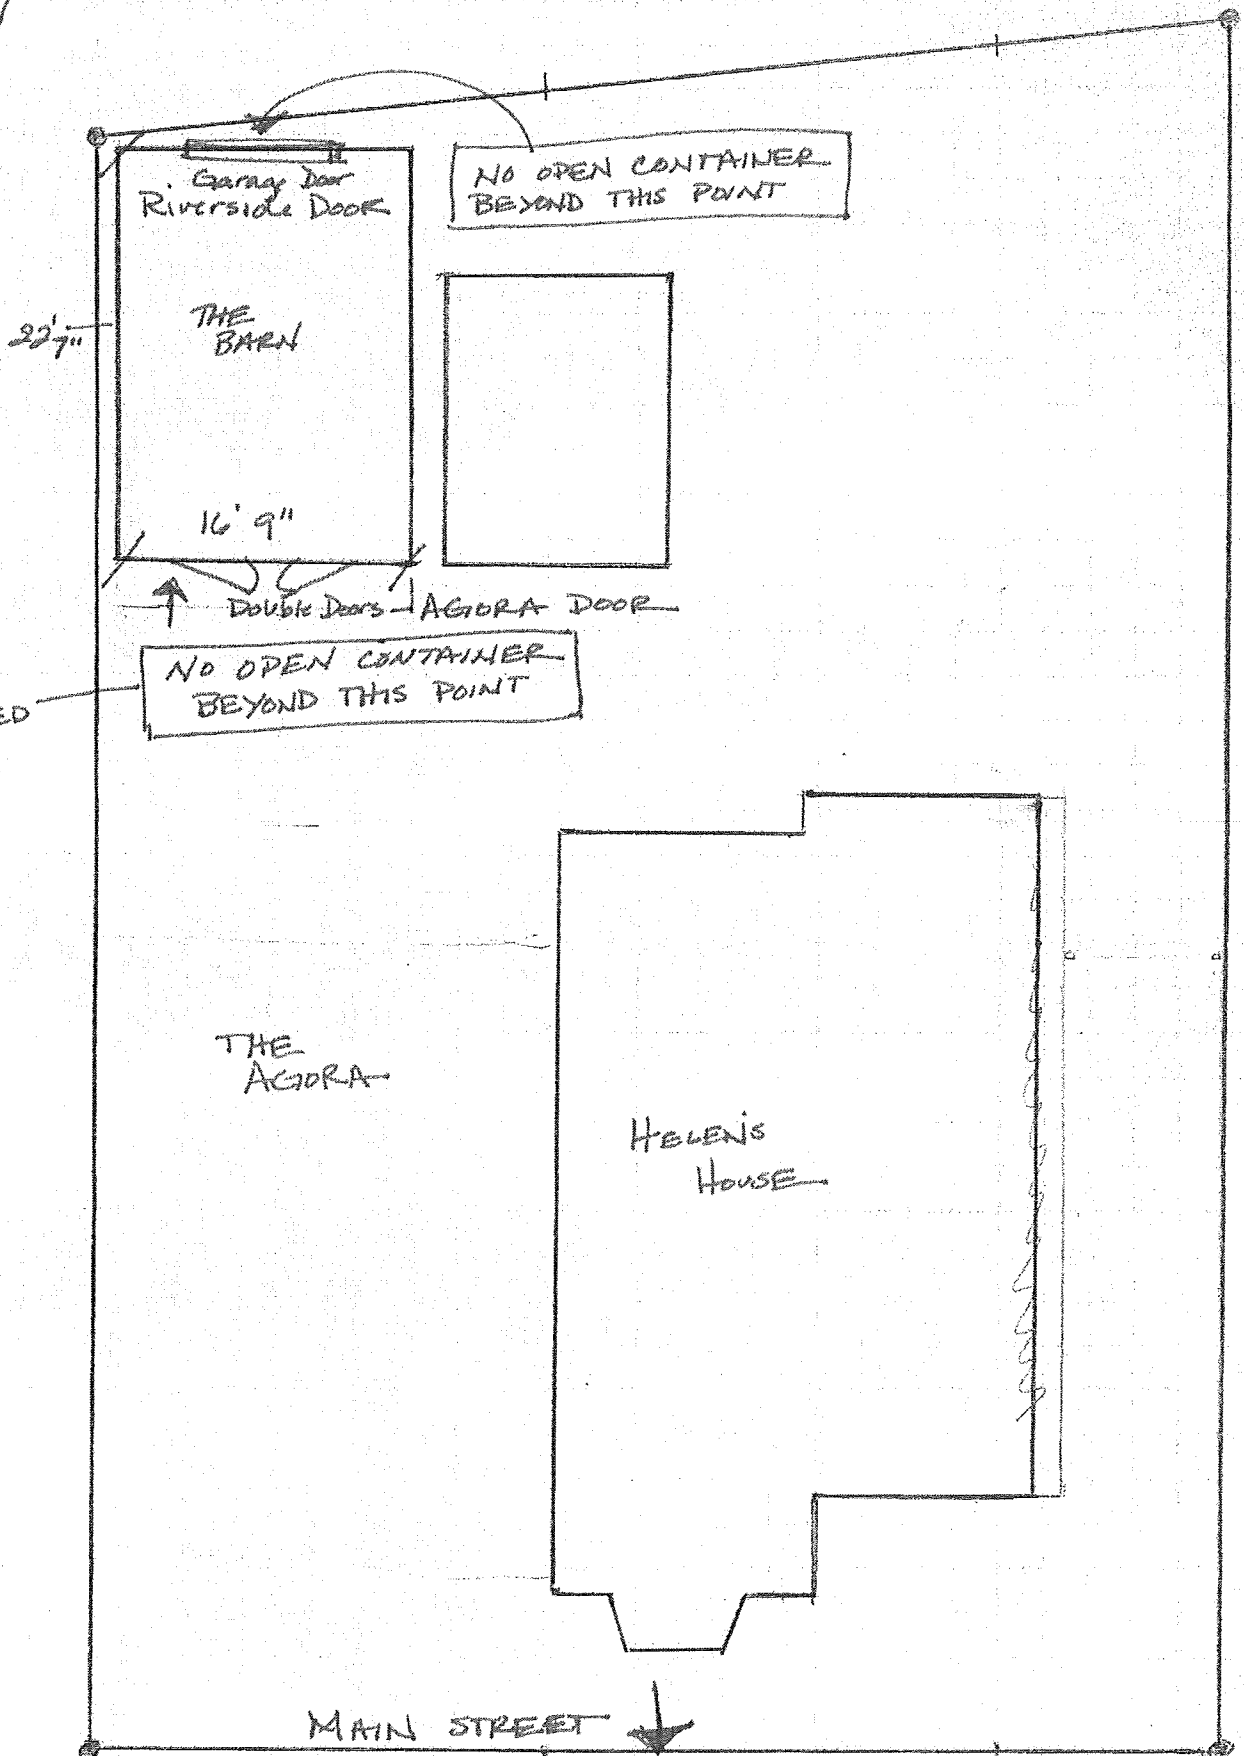 NO OPEN CONTAINER
BEYOND THIS POINT
Garage Door
Riverside Door
THE
BARN
22' 7"
16' 9"
Double Doors - AGORA DOOR
NO OPEN CONTAINER
BEYOND THIS POINT
ED
THE
AGORA
HELEN'S
HOUSE
MAIN STREET